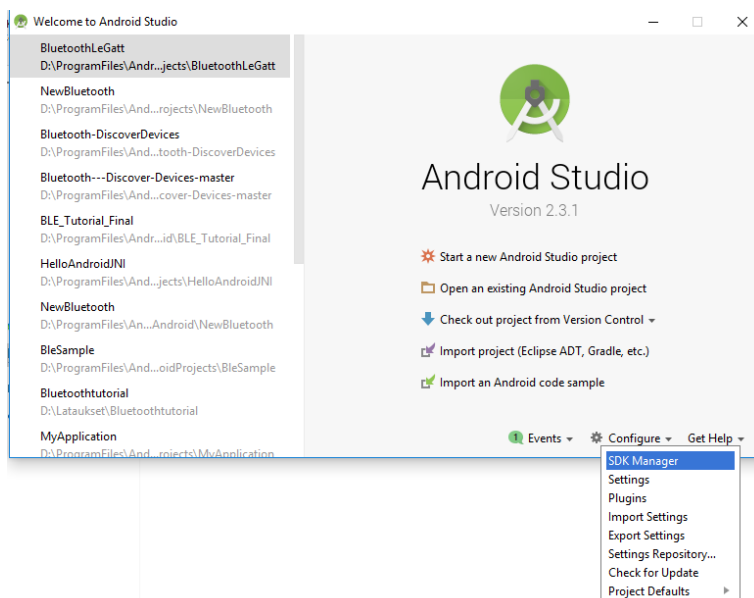 Welcome to Android Studio
BluetoothLeGatt
D:\ProgramFiles\Andr...jects\BluetoothLeGatt
NewBluetooth
D:\ProgramFiles\And...rojects\NewBluetooth
Bluetooth-DiscoverDevices
D:\ProgramFiles\And...tooth-DiscoverDevices
Bluetooth---Discover-Devices-master
D:\ProgramFiles\And...cover-Devices-master
BLE_Tutorial_Final
D:\ProgramFiles\Andr...id\BLE_Tutorial_Final
HelloAndroidJNI
D:\ProgramFiles\And...jects\HelloAndroidJNI
NewBluetooth
D:\ProgramFiles\An...Android\NewBluetooth
BleSample
D:\ProgramFiles\And...oidProjects\BleSample
Bluetoothtutorial
D:\Lataukset\Bluetoothtutorial
MyApplication
D:\ProgramFiles\And...rojects\MyApplication
Android Studio
Version 2.3.1
Start a new Android Studio project
Open an existing Android Studio project
Check out project from Version Control
Import project (Eclipse ADT, Gradle, etc.)
Import an Android code sample
1 Events Configure Get Help
SDK Manager
Settings
Plugins
Import Settings
Export Settings
Settings Repository...
Check for Update
Project Defaults